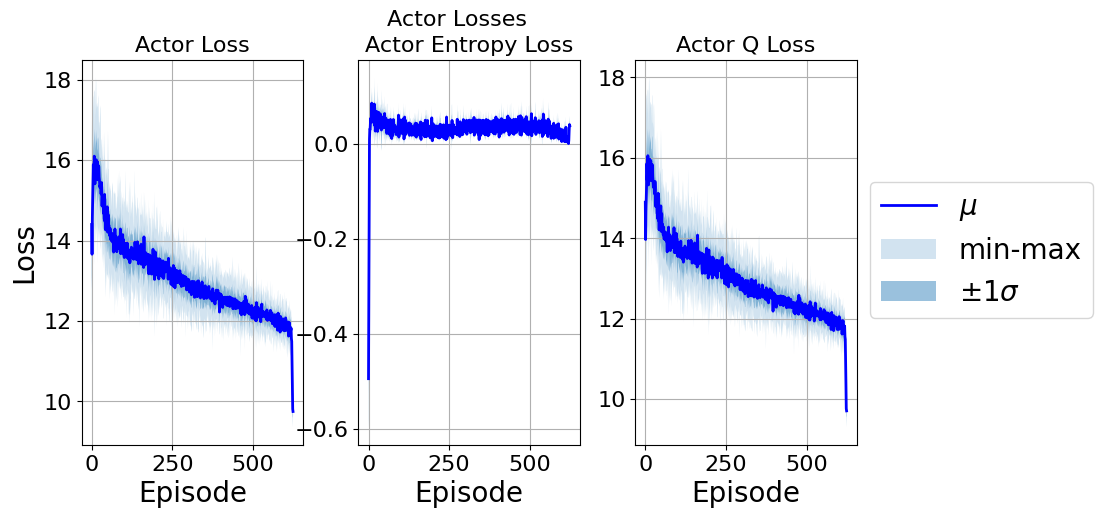 Actor Losses
Actor Loss
Actor Entropy Loss
Actor Q Loss
18
16
14
12
10
Loss
0
250
500
Episode
0.0
−0.2
−0.4
−0.6
0
250
500
Episode
18
16
14
12
10
0
250
500
Episode
μ
min-max
±1σ